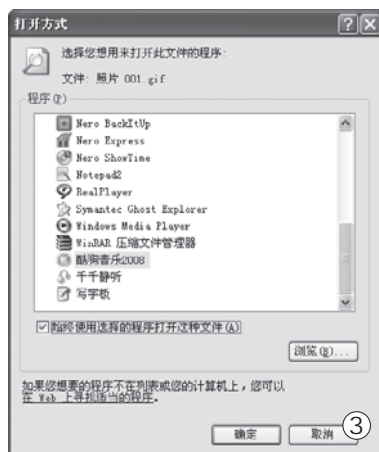 打开方式
选择您想用来打开此文件的程序:
文件: 照片 001.gif
程序(P)
Nero BackItUp
Nero Express
Nero ShowTime
Notepad2
RealPlayer
Symantec Ghost Explorer
Windows Media Player
WinRAR 压缩文件管理器
酷狗音乐2008
千千静听
写字板
始终使用选择的程序打开这种文件(A)
浏览(B)...
如果您想要的程序不在列表或您的计算机上，您可以
在 Web 上寻找适当的程序。
确定
取消
③